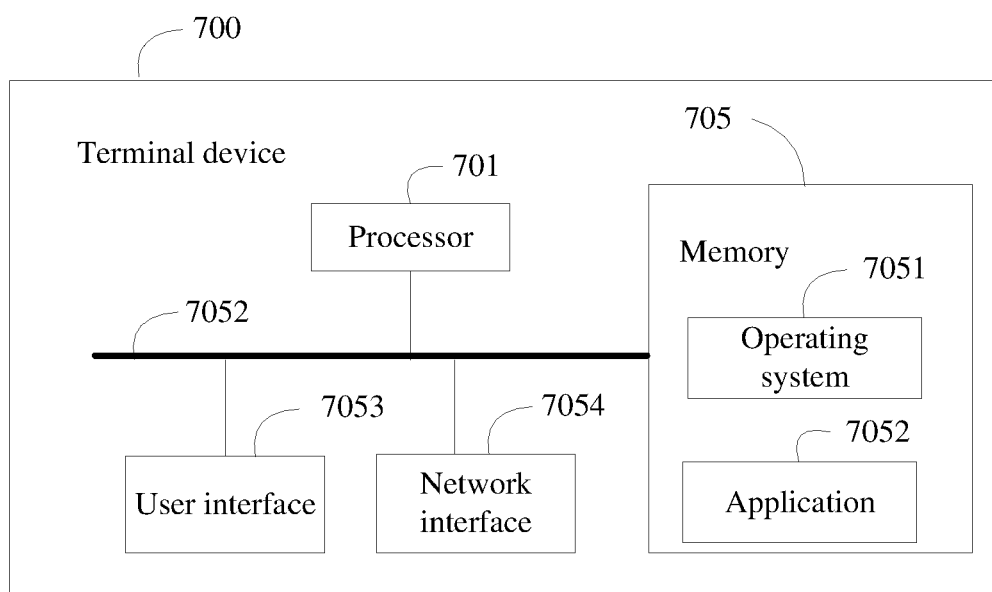 700
705
Terminal device
701
Processor
Memory
7051
7052
Operating
system
7053
7054
7052
User interface
Network
interface
Application